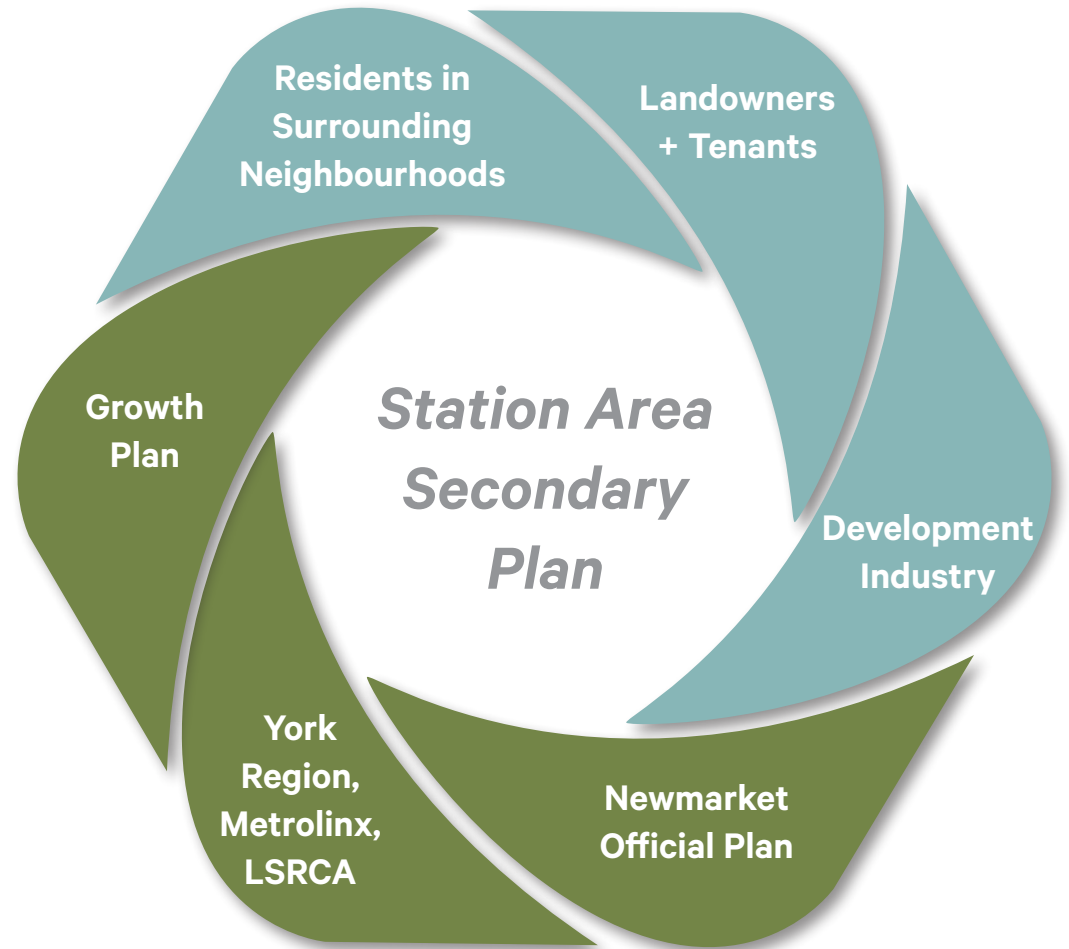 Residents in
Surrounding
Neighbourhoods
Landowners
+ Tenants
Growth
Plan
Station Area
Secondary
Plan
Development
Industry
York
Region,
Metrolinx,
LSRCA
Newmarket
Official Plan